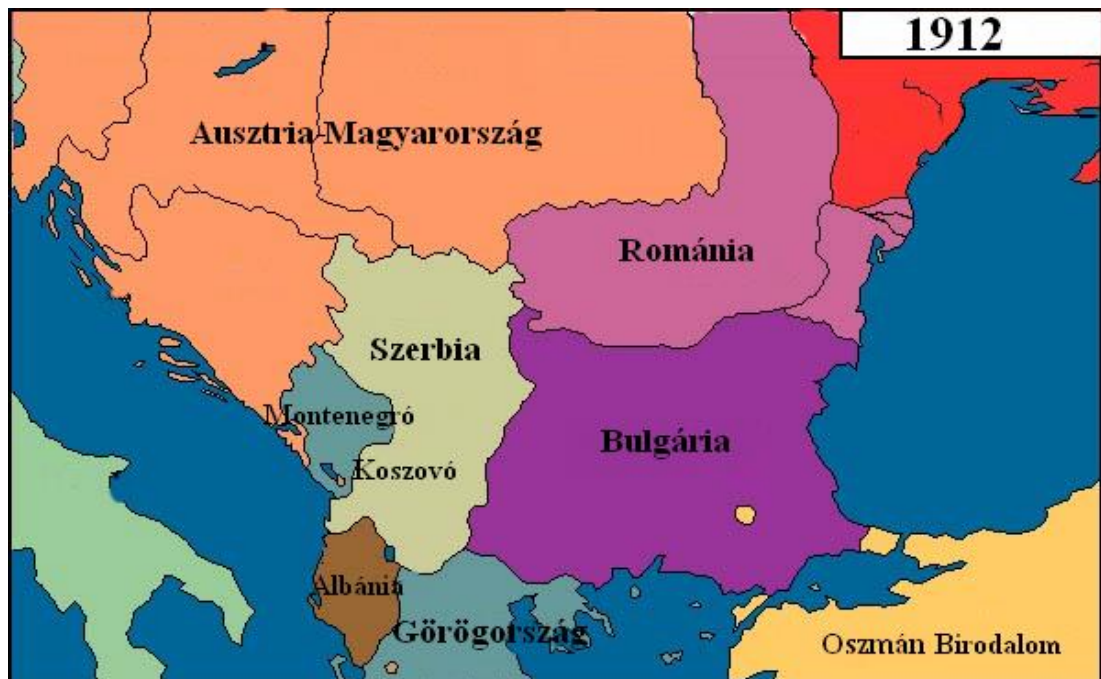 1912
Ausztria-Magyarország
Románia
Szerbia
Montenegró
Bulgária
Koszovó
Albánia
Görögország
Oszmán Birodalom